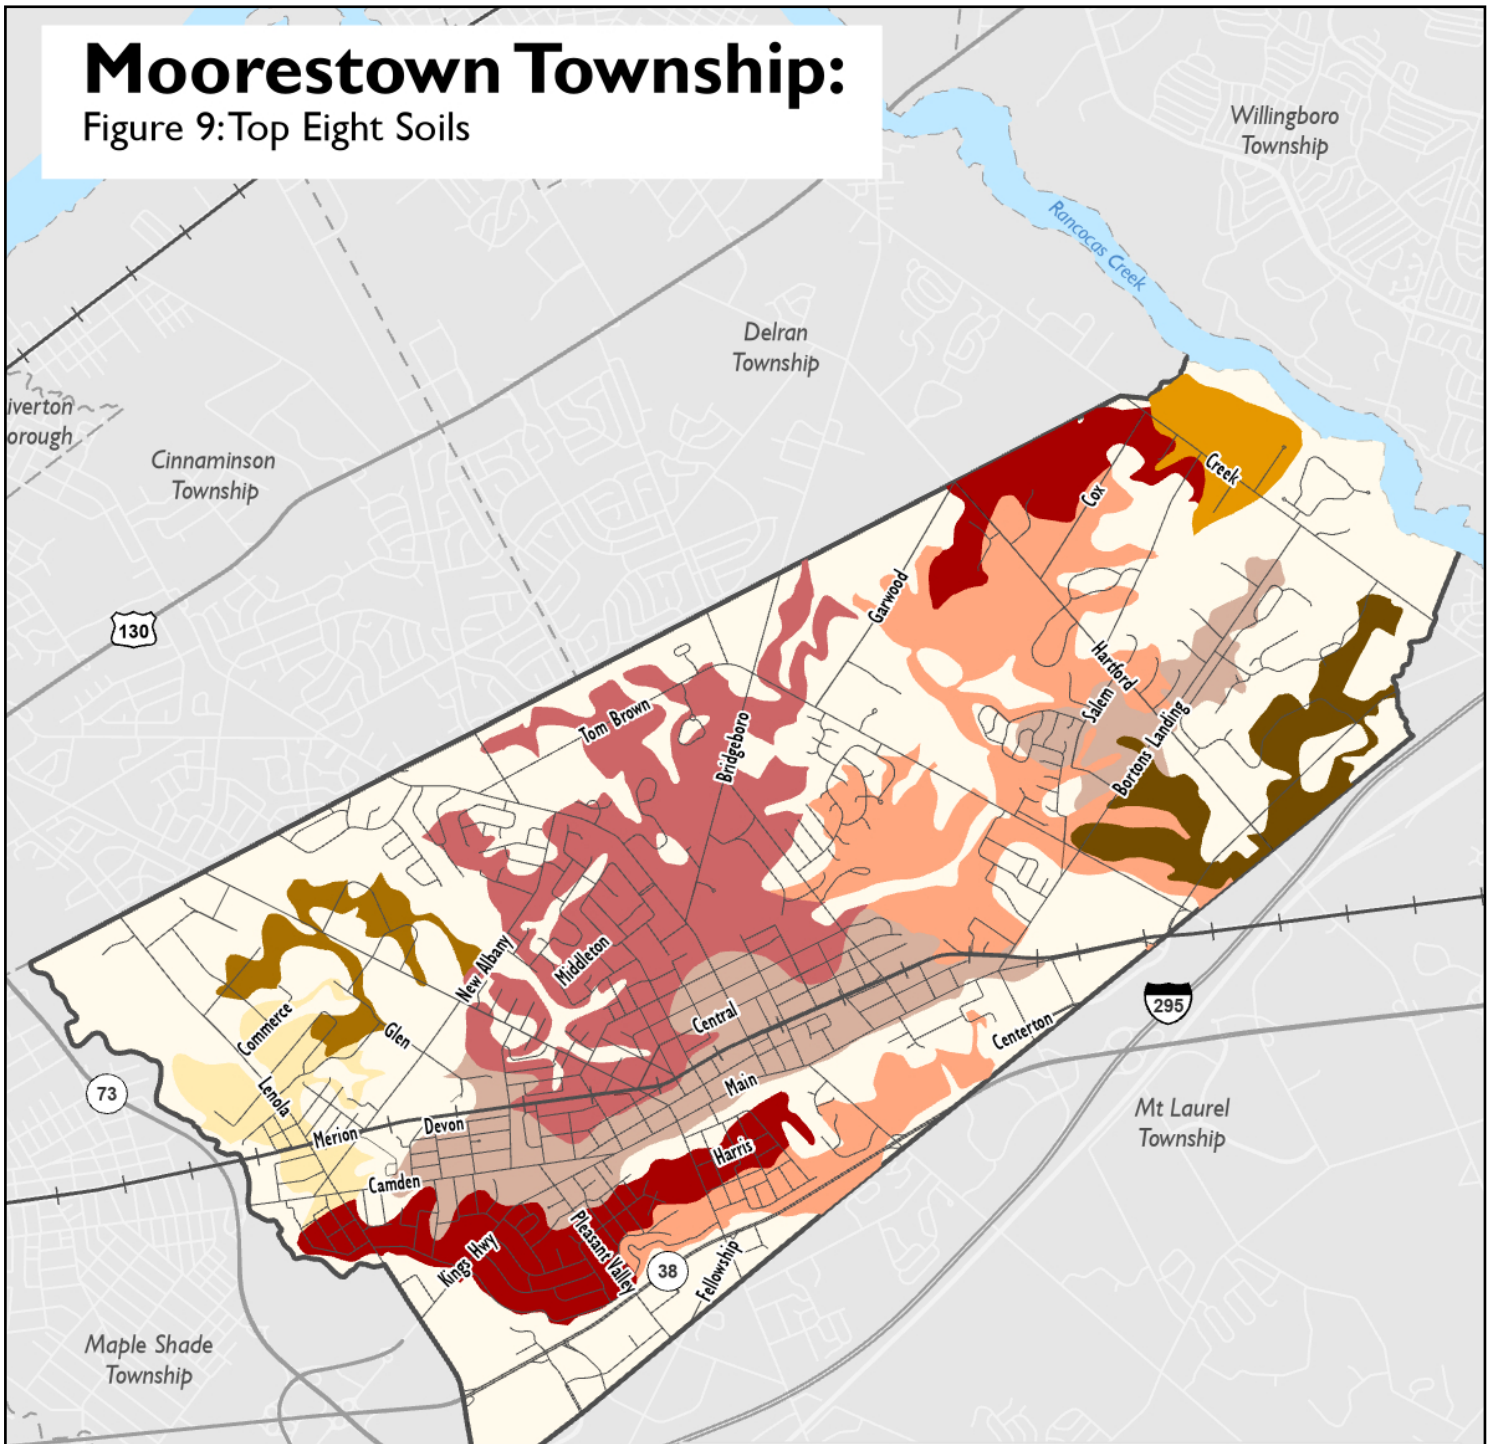 Moorestown Township:
Figure 9: Top Eight Soils
Willingboro
Township
Rancocas Creek
Delran
Township
iverton
orough
Cinnaminson
Township
130
Creek
Cox
Garwood
Hartford
Salem
Bortons Landing
Tom Brown
Bridgeboro
New Albany
Middleton
Commerce
Glen
Central
Centerton
295
73
Lenola
Main
Merion
Devon
Harris
Camden
Mt Laurel
Township
Kings Hwy
Pleasant Valley
38
Fellowship
Maple Shade
Township